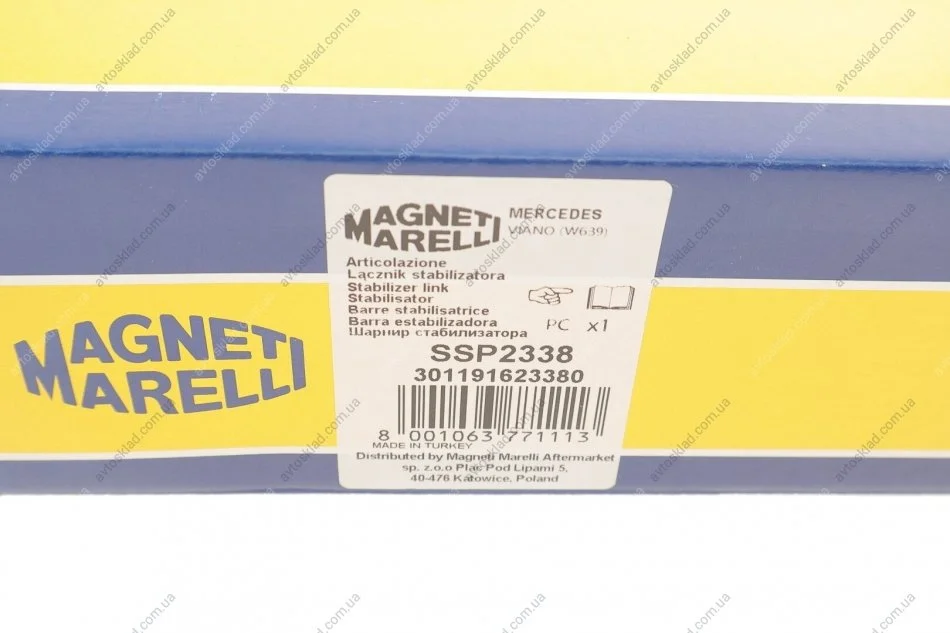 MAGNETI
MARELLI
MERCEDES
VIANO (W639)
Articolazione
Łącznik stabilizatora
Stabilizer link
Stabilisator
Barre stabilisatrice
Barra estabilizadora
Шарнир стабилизатора
PC x1
SSP2338
301191623380
8 001063 771113
MADE IN TURKEY
Distributed by Magneti Marelli Aftermarket
sp. z.o.o Plac Pod Lipami 5,
40-476 Katowice, Poland
MAGNETI
MARELLI
avtosklad.com.ua